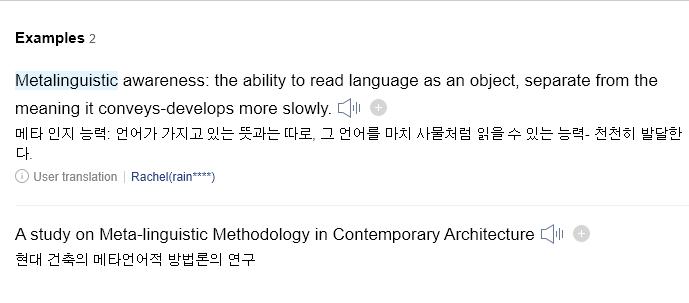 Examples 2
Metalinguistic awareness: the ability to read language as an object, separate from the
meaning it conveys-develops more slowly.
메타 인지 능력: 언어가 가지고 있는 뜻과는 따로, 그 언어를 마치 사물처럼 읽을 수 있는 능력- 천천히 발달한
다.
User translation | Rachel(rain****)
A study on Meta-linguistic Methodology in Contemporary Architecture
현대 건축의 메타언어적 방법론의 연구